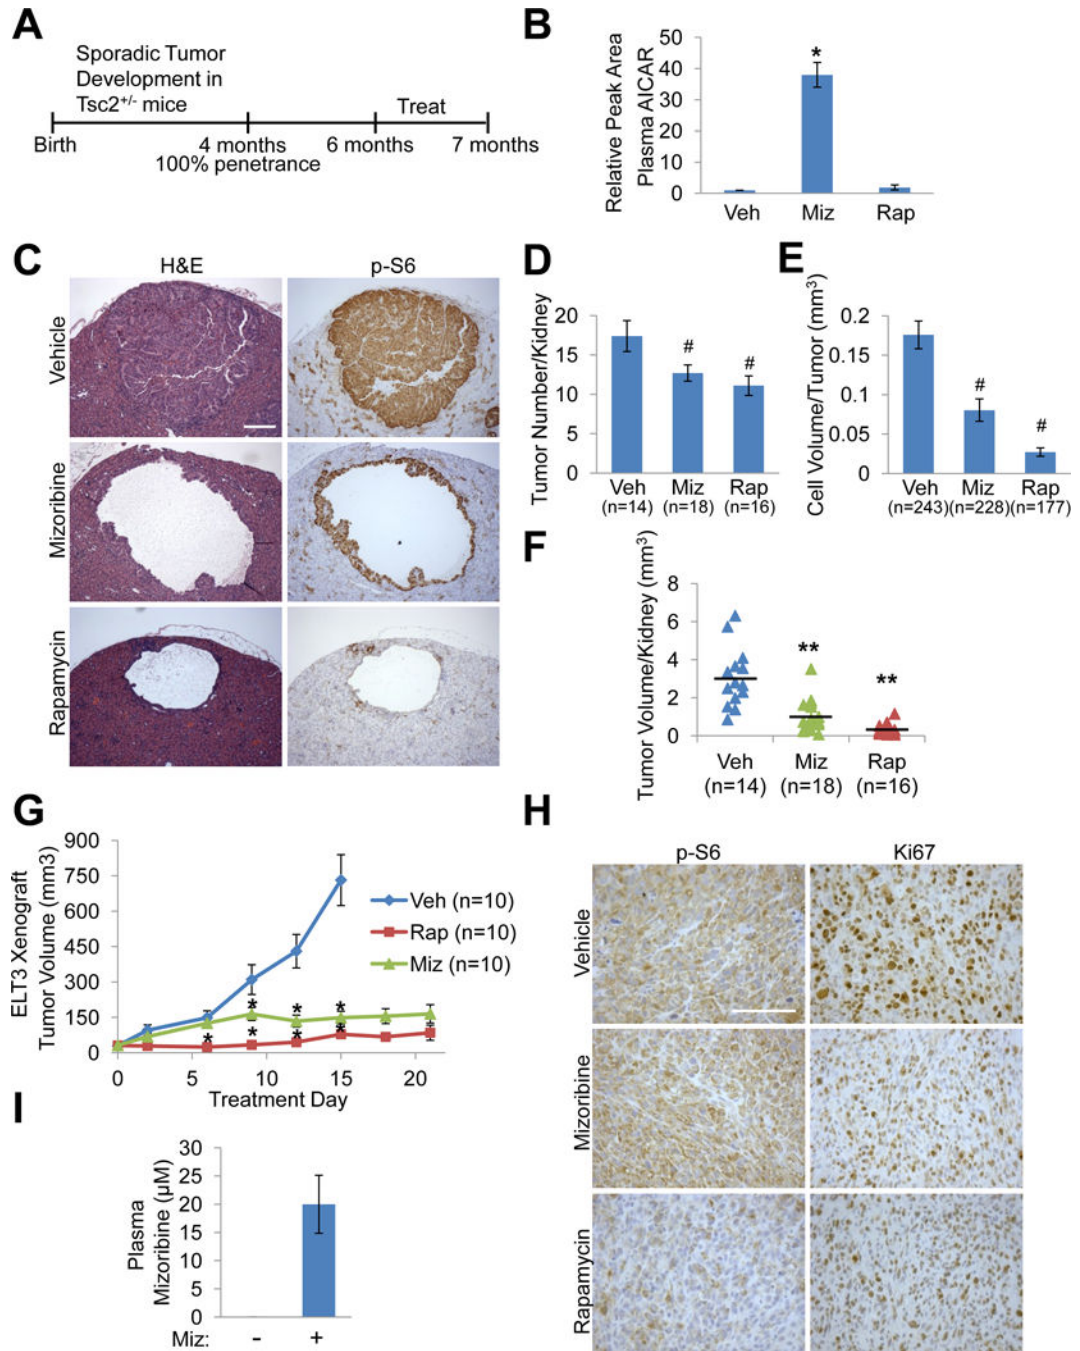 A
Sporadic Tumor
Development in
Tsc2+/- mice
Treat
Birth
4 months
6 months
7 months
100% penetrance
B
Relative Peak Area
Plasma AICAR
50
40
30
20
10
0
*
Veh
Miz
Rap
C
H&E
p-S6
Vehicle
Mizoribine
Rapamycin
D
Tumor Number/Kidney
20
15
10
5
0
#
#
Veh
Miz
Rap
(n=14)
(n=18)
(n=16)
E
Cell Volume/Tumor (mm3)
0.2
0.15
0.1
0.05
0
#
#
Veh
Miz
Rap
(n=243)
(n=228)
(n=177)
F
Tumor Volume/Kidney (mm3)
8
6
4
2
0
**
**
Veh
Miz
Rap
(n=14)
(n=18)
(n=16)
G
ELT3 Xenograft
Tumor Volume (mm3)
900
750
600
450
300
150
0
Veh (n=10)
Rap (n=10)
Miz (n=10)
* * *
* * * *
0
5
10
15
20
Treatment Day
H
p-S6
Ki67
Vehicle
Mizoribine
Rapamycin
I
Plasma
Mizoribine (µM)
30
25
20
15
10
5
0
Miz:
-
+